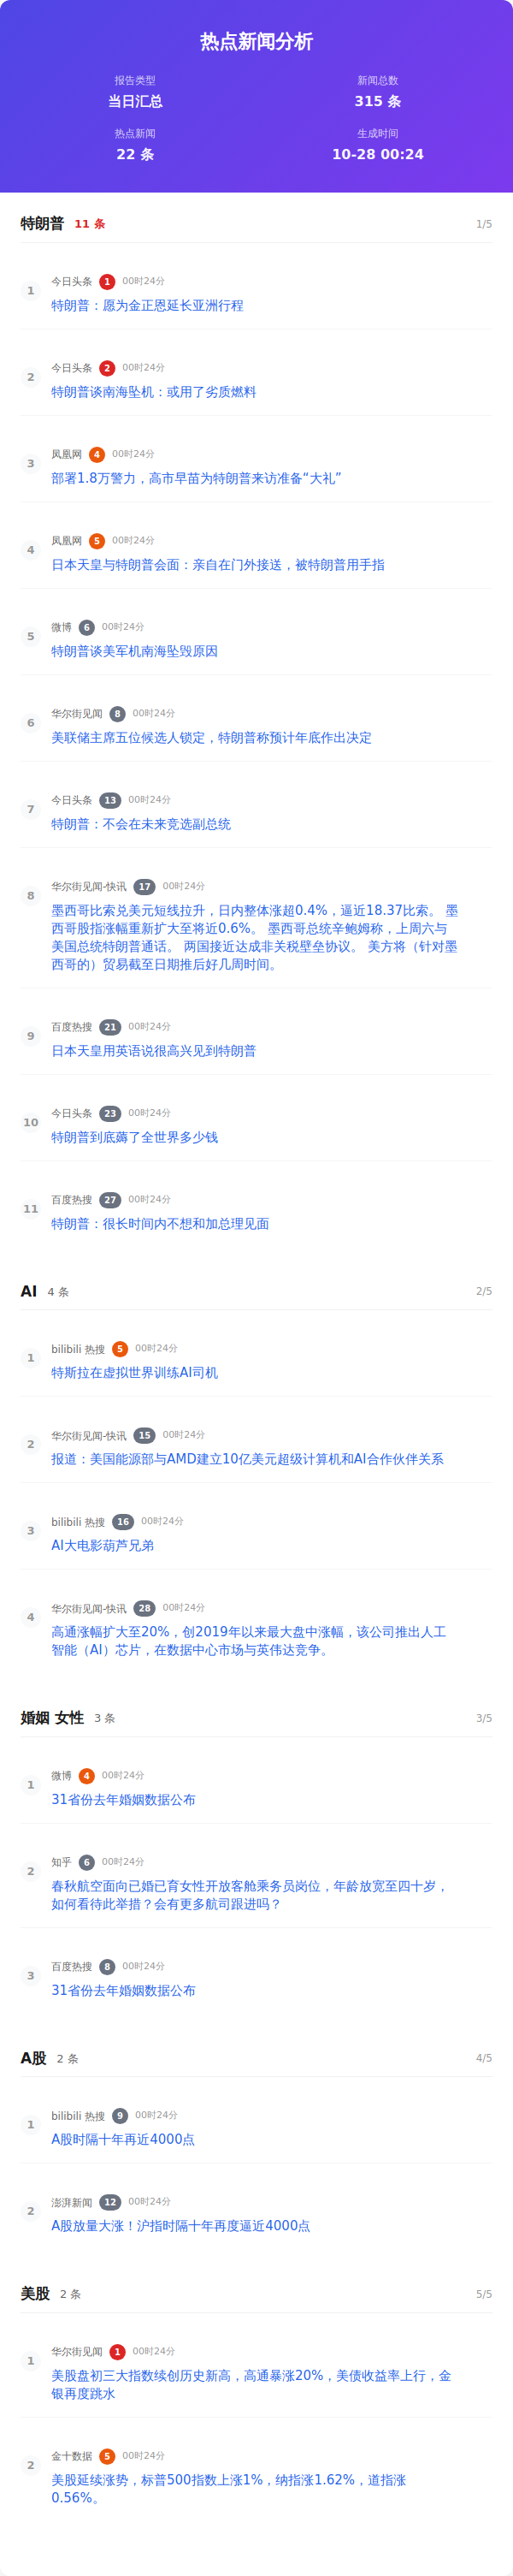 热点新闻分析
报告类型 新闻总数
当日汇总 315 条
热点新闻 生成时间
22 条 10-28 00:24
特朗普 11 条 1/5
今日头条 1 00时24分
1
特朗普：愿为金正恩延长亚洲行程
今日头条 2 00时24分
2
特朗普谈南海坠机：或用了劣质燃料
凤凰网 4 00时24分
3
部署1.8万警力，高市早苗为特朗普来访准备“大礼”
凤凰网 5 00时24分
4
日本天皇与特朗普会面：亲自在门外接送，被特朗普用手指
微博 6 00时24分
5
特朗普谈美军机南海坠毁原因
华尔街见闻 8 00时24分
6
美联储主席五位候选人锁定，特朗普称预计年底作出决定
今日头条 13 00时24分
7
特朗普：不会在未来竞选副总统
华尔街见闻-快讯 17 00时24分
8
墨西哥比索兑美元短线拉升，日内整体涨超0.4%，逼近18.37比索。 墨
西哥股指涨幅重新扩大至将近0.6%。 墨西哥总统辛鲍姆称，上周六与
美国总统特朗普通话。 两国接近达成非关税壁垒协议。 美方将（针对墨
西哥的）贸易截至日期推后好几周时间。
百度热搜 21 00时24分
9
日本天皇用英语说很高兴见到特朗普
今日头条 23 00时24分
10
特朗普到底薅了全世界多少钱
百度热搜 27 00时24分
11
特朗普：很长时间内不想和加总理见面
AI 4 条 2/5
bilibili 热搜 5 00时24分
1
特斯拉在虚拟世界训练AI司机
华尔街见闻-快讯 15 00时24分
2
报道：美国能源部与AMD建立10亿美元超级计算机和AI合作伙伴关系
bilibili 热搜 16 00时24分
3
AI大电影葫芦兄弟
华尔街见闻-快讯 28 00时24分
4
高通涨幅扩大至20%，创2019年以来最大盘中涨幅，该公司推出人工
智能（AI）芯片，在数据中心市场与英伟达竞争。
婚姻 女性 3 条 3/5
微博 4 00时24分
1
31省份去年婚姻数据公布
知乎 6 00时24分
2
春秋航空面向已婚已育女性开放客舱乘务员岗位，年龄放宽至四十岁，
如何看待此举措？会有更多航司跟进吗？
百度热搜 8 00时24分
3
31省份去年婚姻数据公布
A股 2 条 4/5
bilibili 热搜 9 00时24分
1
A股时隔十年再近4000点
澎湃新闻 12 00时24分
2
A股放量大涨！沪指时隔十年再度逼近4000点
美股 2 条 5/5
华尔街见闻 1 00时24分
1
美股盘初三大指数续创历史新高，高通暴涨20%，美债收益率上行，金
银再度跳水
金十数据 5 00时24分
2
美股延续涨势，标普500指数上涨1%，纳指涨1.62%，道指涨
0.56%。